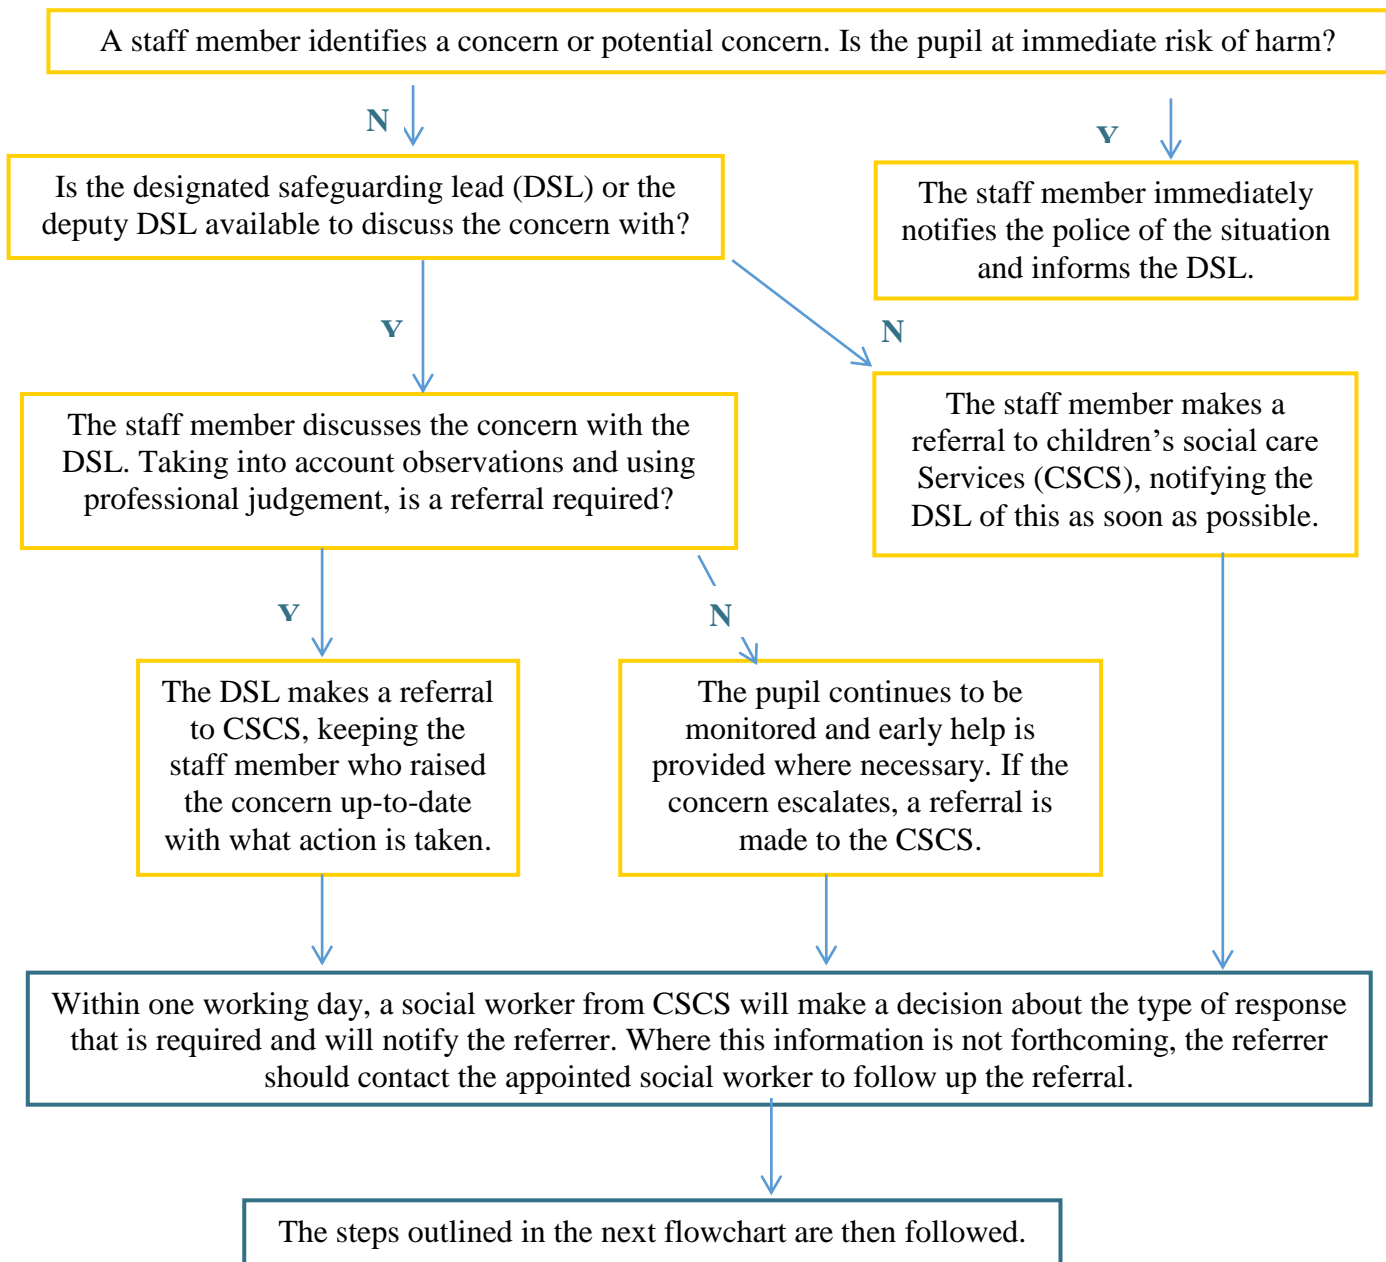 A staff member identifies a concern or potential concern. Is the pupil at immediate risk of harm?
N
Y
Is the designated safeguarding lead (DSL) or the
deputy DSL available to discuss the concern with?
The staff member immediately
notifies the police of the situation
and informs the DSL.
Y
N
The staff member discusses the concern with the
DSL. Taking into account observations and using
professional judgement, is a referral required?
The staff member makes a
referral to children’s social care
Services (CSCS), notifying the
DSL of this as soon as possible.
Y
N
The DSL makes a referral
to CSCS, keeping the
staff member who raised
the concern up-to-date
with what action is taken.
The pupil continues to be
monitored and early help is
provided where necessary. If the
concern escalates, a referral is
made to the CSCS.
Within one working day, a social worker from CSCS will make a decision about the type of response
that is required and will notify the referrer. Where this information is not forthcoming, the referrer
should contact the appointed social worker to follow up the referral.
The steps outlined in the next flowchart are then followed.